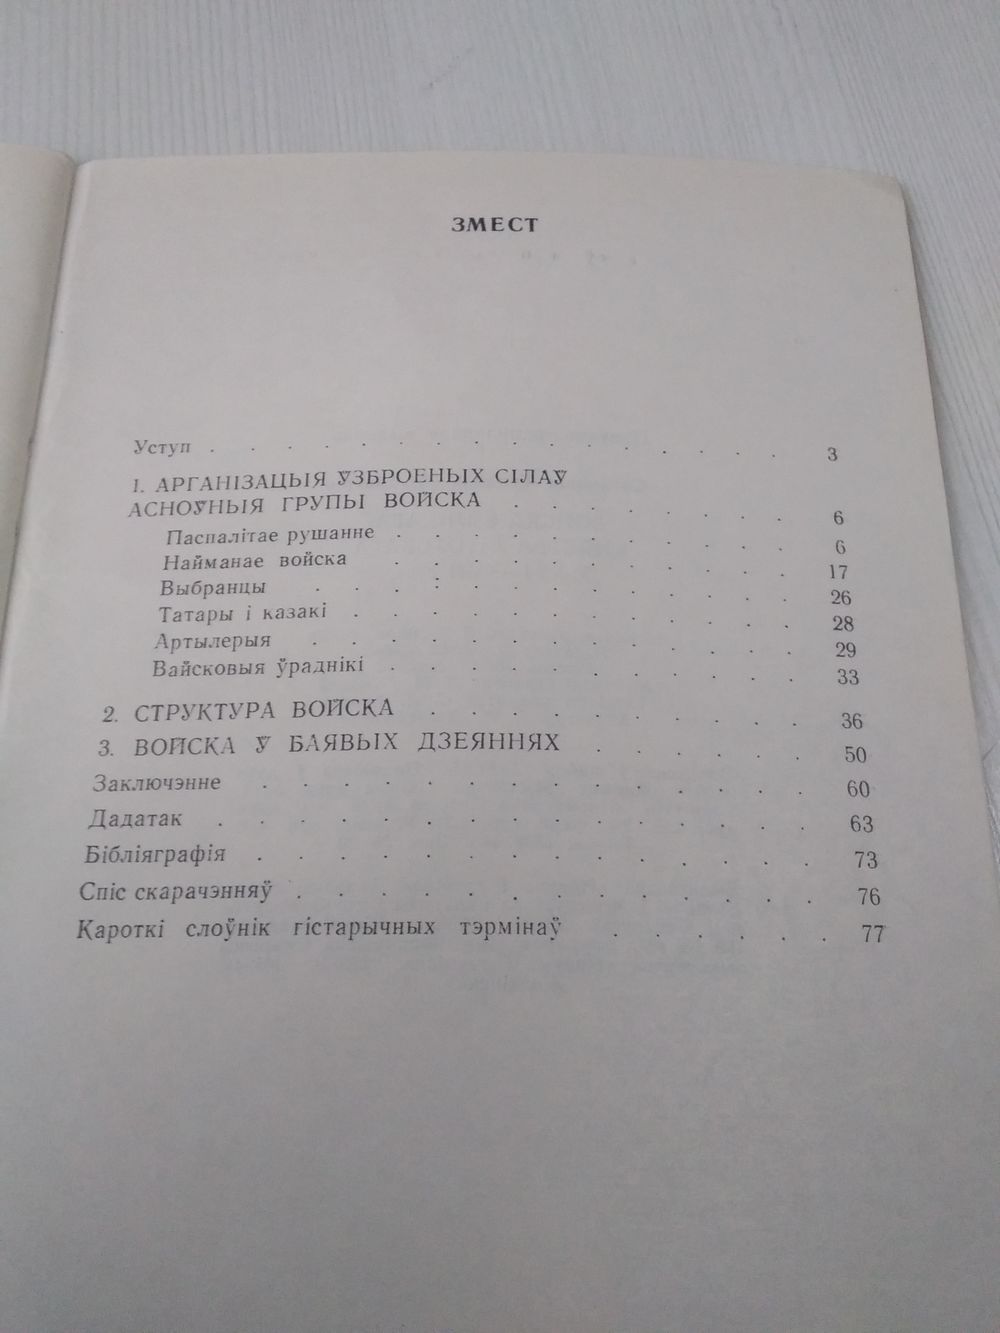 ЗМЕСТ
Уступ . . . . . . . . . . . . . . . 3
1. АРГАНІЗАЦЫЯ ЎЗБРОЕНЫХ СІЛАЎ
АСНОЎНЫЯ ГРУПЫ ВОЙСКА . . . . . . . . 6
Паспалітае рушанне . . . . . . . . . . 6
Найманае войска . . . . . . . . . . 17
Выбранцы . . . . . . . . . . . . 26
Татары і казакі . . . . . . . . . . . 28
Артылерыя . . . . . . . . . . . . 29
Вайсковыя ўраднікі . . . . . . . . . . 33
2. СТРУКТУРА ВОЙСКА . . . . . . . . . 36
3. ВОЙСКА Ў БАЯВЫХ ДЗЕЯННЯХ . . . . . 50
Заключэнне . . . . . . . . . . . . . 60
Дадатак . . . . . . . . . . . . . . 63
Бібліяграфія . . . . . . . . . . . . . 73
Спіс скарачэнняў . . . . . . . . . . . . 76
Кароткі слоўнік гістарычных тэрмінаў . . . . . . 77